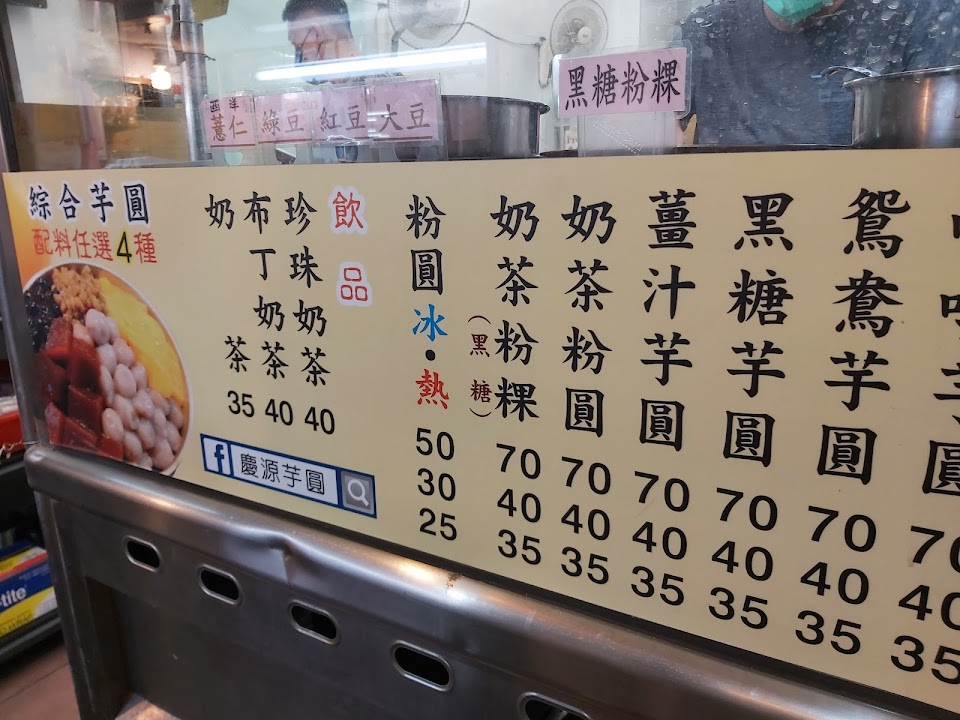 西洋薏仁
綠豆
紅豆
大豆
黑糖粉粿
綜合芋圓
配料任選4種
鴛鴦芋圓 70 40 35
黑糖芋圓 70 40 35
薑汁芋圓 70 40 35
奶茶粉圓 70 40 35
奶茶粉粿（黑糖） 70 40 35
粉圓冰•熱 50 30 25
飲品
珍珠奶茶 40
布丁奶茶 40
奶茶 35
f 慶源芋圓